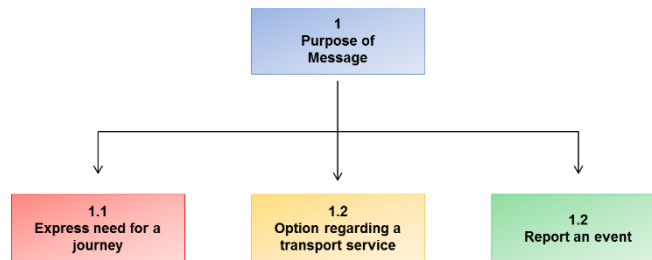 1
Purpose of
Message
1.1
Express need for a
journey
1.2
Option regarding a
transport service
1.2
Report an event